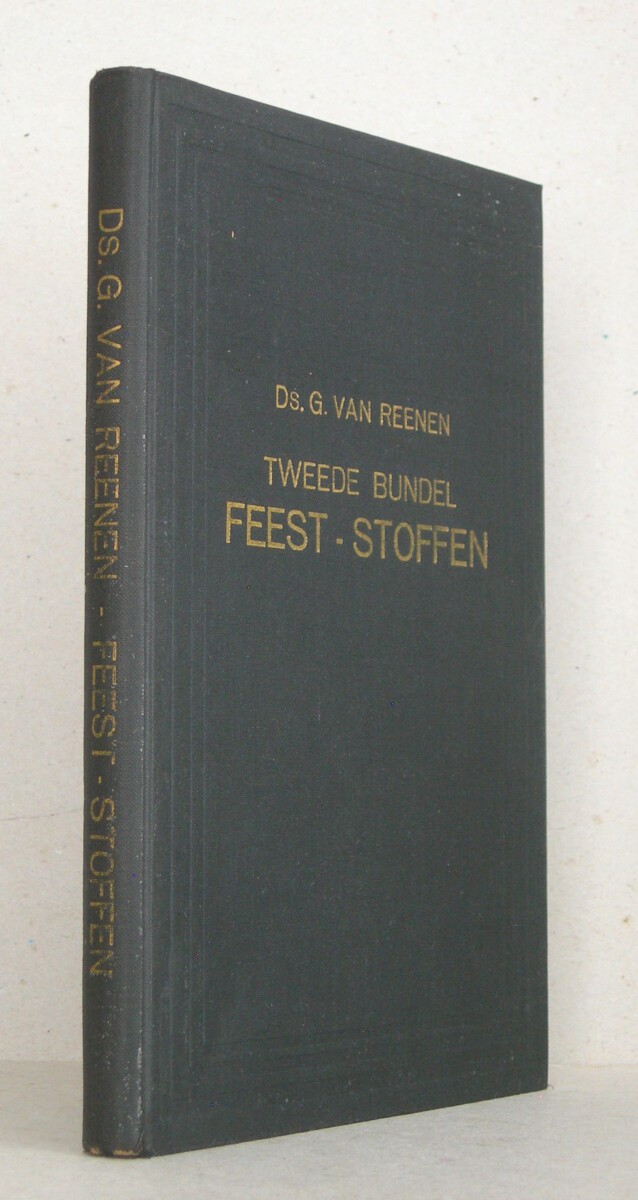 Ds. G. VAN REENEN - FEEST - STOFFEN
Ds. G. VAN REENEN
TWEEDE BUNDEL
FEEST - STOFFEN